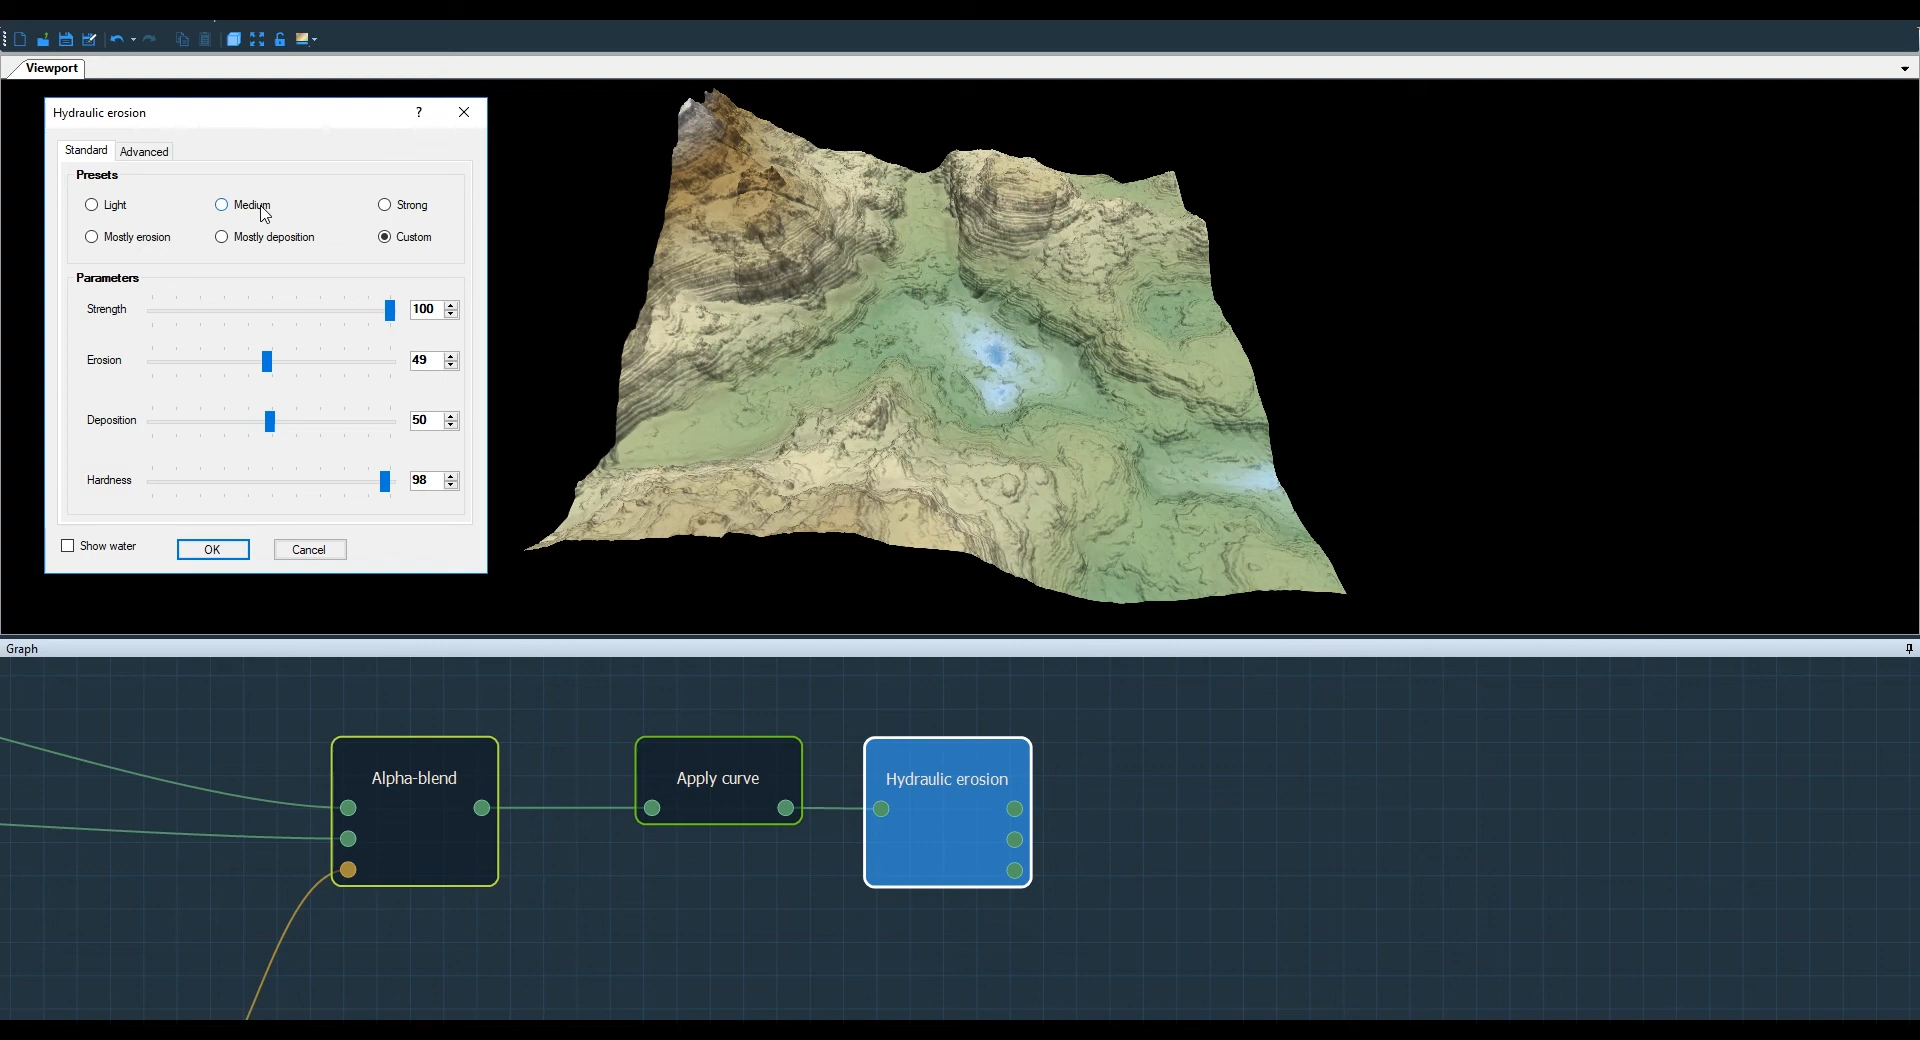 Viewport
Hydraulic erosion
?
Standard Advanced
Presets
Light Medium Strong
Mostly erosion Mostly deposition Custom
Parameters
Strength 100
Erosion 49
Deposition 50
Hardness 98
Show water OK Cancel
Graph
Alpha-blend Apply curve Hydraulic erosion